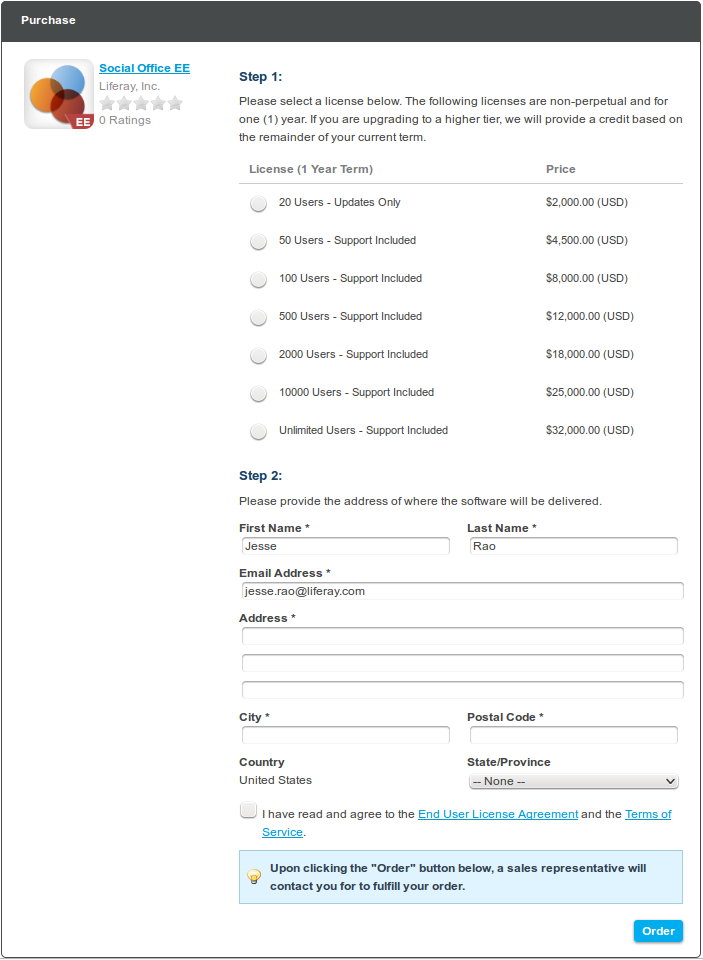 Purchase
Social Office EE
Liferay, Inc.
0 Ratings
EE
Step 1:
Please select a license below. The following licenses are non-perpetual and for
one (1) year. If you are upgrading to a higher tier, we will provide a credit based on
the remainder of your current term.
License (1 Year Term) Price
20 Users - Updates Only $2,000.00 (USD)
50 Users - Support Included $4,500.00 (USD)
100 Users - Support Included $8,000.00 (USD)
500 Users - Support Included $12,000.00 (USD)
2000 Users - Support Included $18,000.00 (USD)
10000 Users - Support Included $25,000.00 (USD)
Unlimited Users - Support Included $32,000.00 (USD)
Step 2:
Please provide the address of where the software will be delivered.
First Name * Last Name *
Jesse Rao
Email Address *
jesse.rao@liferay.com
Address *
City * Postal Code *
Country State/Province
United States -- None --
I have read and agree to the End User License Agreement and the Terms of
Service.
Upon clicking the "Order" button below, a sales representative will
contact you for to fulfill your order.
Order